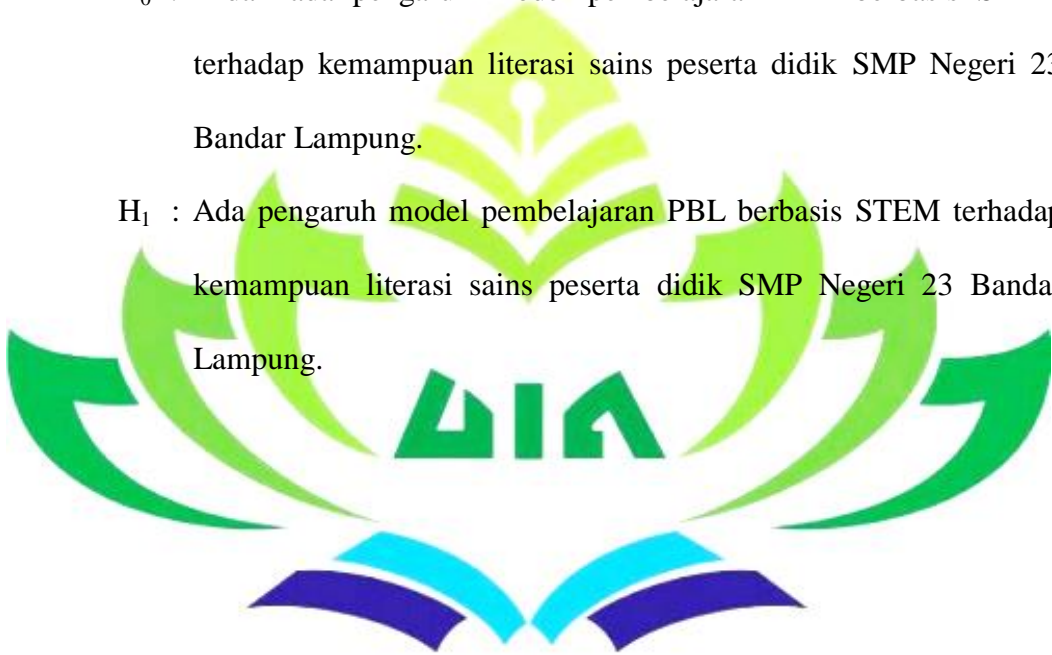 terhadap kemampuan literasi sains peserta didik SMP Negeri 23
Bandar Lampung.
H₁ : Ada pengaruh model pembelajaran PBL berbasis STEM terhadap
kemampuan literasi sains peserta didik SMP Negeri 23 Bandar
Lampung.
UIN